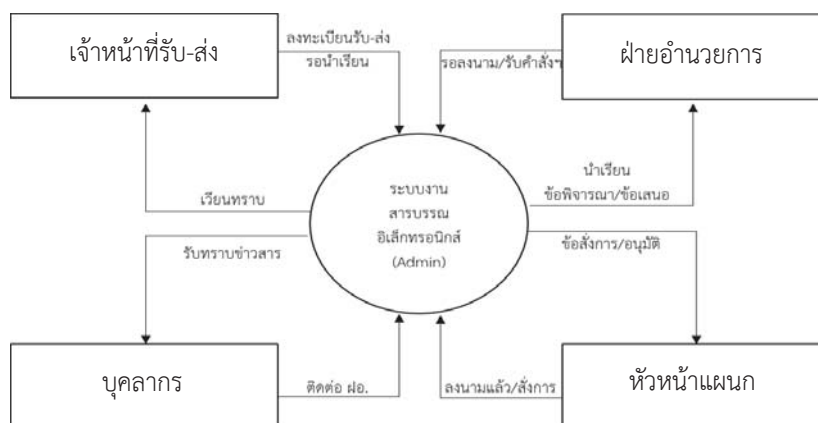 เจ้าหน้าที่รับ-ส่ง
ลงทะเบียนรับ-ส่ง
รอนำเรียน
รอลงนาม/รับคำสั่งฯ
ฝ่ายอำนวยการ
เวียนทราบ
ระบบงาน
สารบรรณ
อิเล็กทรอนิกส์
(Admin)
นำเรียน
ข้อพิจารณา/ข้อเสนอ
รับทราบข่าวสาร
ข้อสั่งการ/อนุมัติ
บุคลากร
ติดต่อ ฝอ.
ลงนามแล้ว/สั่งการ
หัวหน้าแผนก